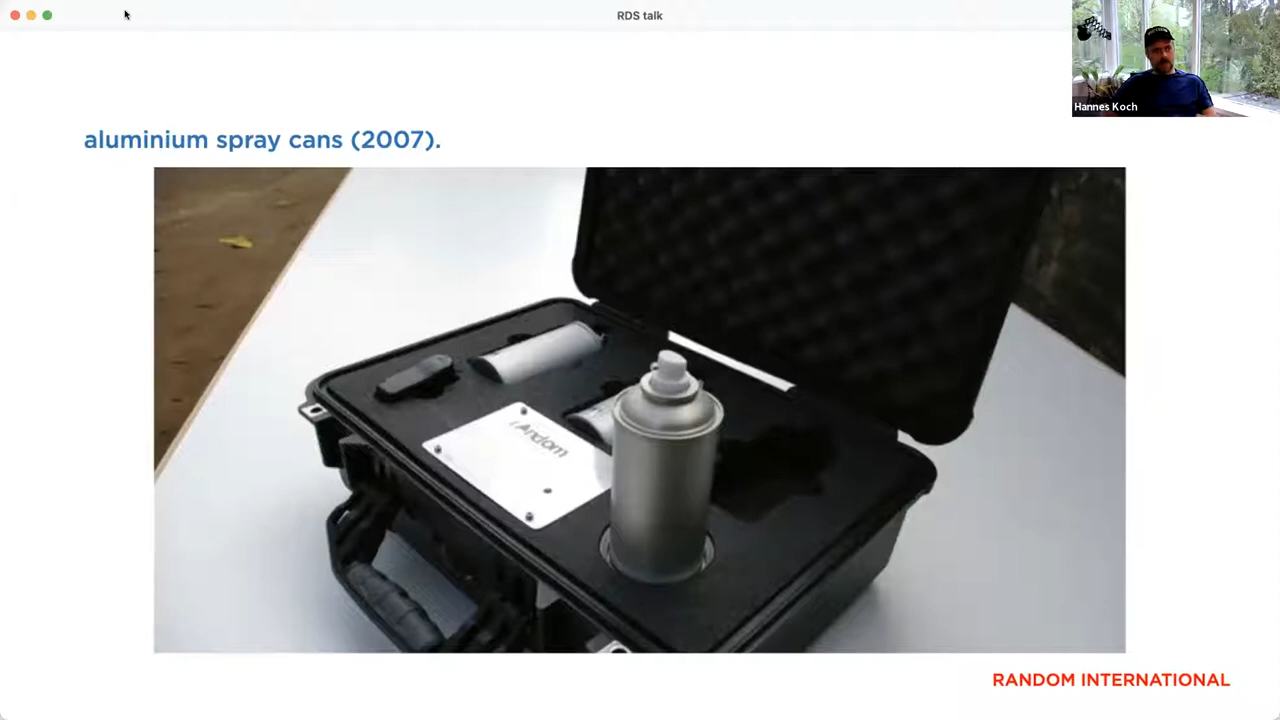 RDS talk
Hannes Koch
aluminium spray cans (2007).
RANDOM INTERNATIONAL